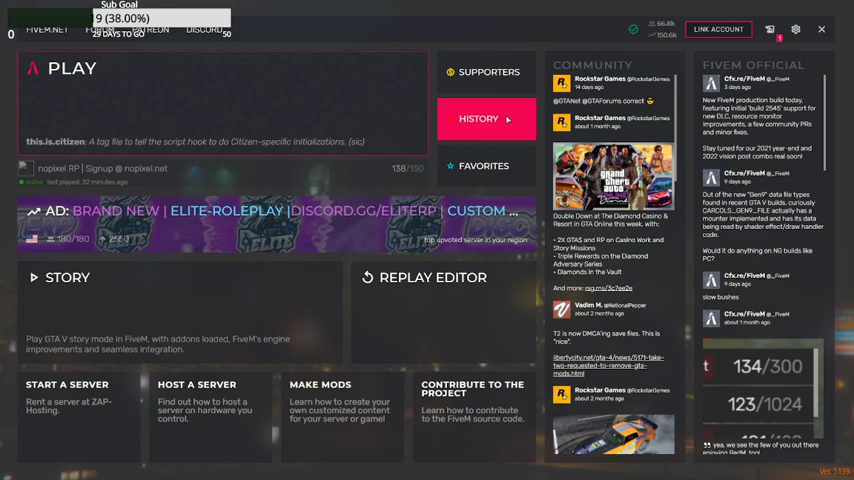 Sub Goal
19 (38.00%)
29 DAYS TO GO
0
50
FIVEM.NET
PATREON
DISCORD
66.8k
150.6k
LINK ACCOUNT
1
PLAY
this.is.citizen: A tag file to tell the script hook to do Citizen-specific initializations. [sic]
nopixel RP | Signup @ nopixel.net
138/150
online last played: 32 minutes ago
AD: BRAND NEW | ELITE-ROLEPLAY |DISCORD.GG/ELITERP | CUSTOM ...
180/180
2550
top upvoted server in your region
STORY
Play GTA V story mode in FiveM, with addons loaded, FiveM's engine
improvements and seamless integration.
REPLAY EDITOR
START A SERVER
Rent a server at ZAP-
Hosting.
HOST A SERVER
Find out how to host a
server on hardware you
control.
MAKE MODS
Learn how to create your
own customized content
for your server or game!
CONTRIBUTE TO THE
PROJECT
Learn how to contribute
to the FiveM source code.
SUPPORTERS
HISTORY
FAVORITES
COMMUNITY
Rockstar Games @RockstarGames
14 days ago
@GTANet @GTAForums correct
Rockstar Games @RockstarGames
about 1 month ago
grand theft auto
Double Down at The Diamond Casino &
Resort in GTA Online this week, with:
• 2X GTA$ and RP on Casino Work and
Story Missions
• Triple Rewards on the Diamond
Adversary Series
• Diamonds in the Vault
And more: rsg.ms/3c7ee2e
Vadim M. @NationalPepper
about 2 months ago
T2 is now DMCA'ing save files. This is
"nice".
libertycity.net/gta-4/news/5171-take-
two-requested-to-remove-gta-
mods.html
Rockstar Games @RockstarGames
about 2 months ago
FIVEM OFFICIAL
Cfx.re/FiveM @_FiveM
3 days ago
New FiveM production build today,
featuring initial 'build 2545' support for
new DLC, resource monitor
improvements, a few community PRs
and minor fixes.
Stay tuned for our 2021 year-end and
2022 vision post combo real soon!
Cfx.re/FiveM @_FiveM
9 days ago
Out of the new "Gen9" data file types
found in recent GTA V builds, curiously
CARCOLS_GEN9_FILE actually has a
mounter implemented and has its data
being read by shader effect/draw handler
code.
Would it do anything on NG builds like
PC?
Cfx.re/FiveM @_FiveM
9 days ago
slow bushes
Cfx.re/FiveM @_FiveM
about 1 month ago
134/300
123/1024
yea, we see the few of you out there
enjoying RedM, too!
Ver. 5139